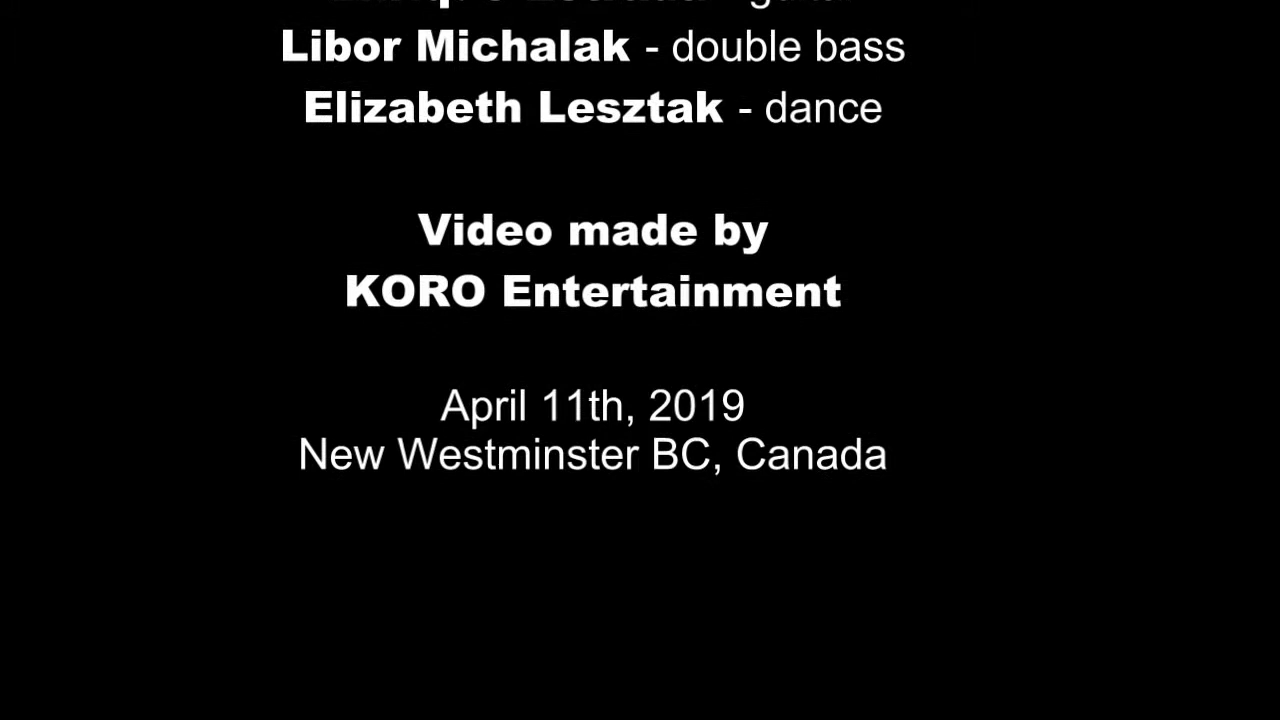 Libor Michalak - double bass
Elizabeth Lesztak - dance
Video made by
KORO Entertainment
April 11th, 2019
New Westminster BC, Canada